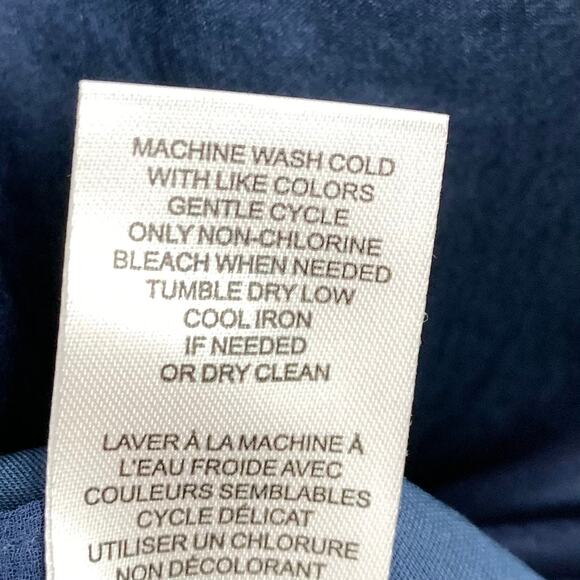 MACHINE WASH COLD
WITH LIKE COLORS
GENTLE CYCLE
ONLY NON-CHLORINE
BLEACH WHEN NEEDED
TUMBLE DRY LOW
COOL IRON
IF NEEDED
OR DRY CLEAN
LAVER À LA MACHINE À
L'EAU FROIDE AVEC
COULEURS SEMBLABLES
CYCLE DÉLICAT
UTILISER UN CHLORURE
NON DÉCOLORANT